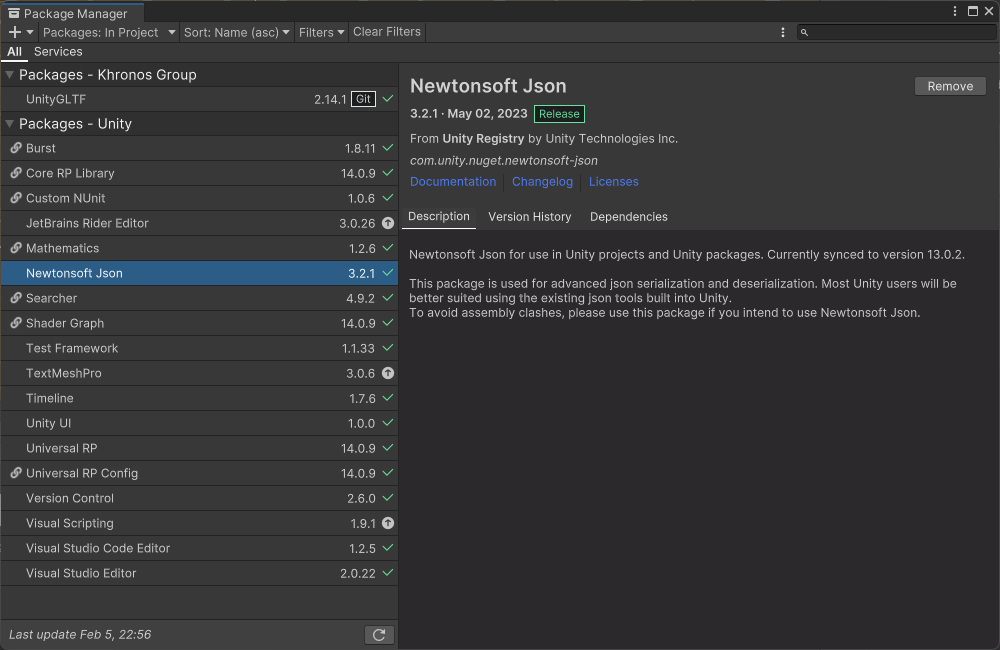 Package Manager
Packages: In Project
Sort: Name (asc)
Filters
Clear Filters
All
Services
Packages - Khronos Group
UnityGLTF 2.14.1 Git
Packages - Unity
Burst 1.8.11
Core RP Library 14.0.9
Custom NUnit 1.0.6
JetBrains Rider Editor 3.0.26
Mathematics 1.2.6
Newtonsoft Json 3.2.1
Searcher 4.9.2
Shader Graph 14.0.9
Test Framework 1.1.33
TextMeshPro 3.0.6
Timeline 1.7.6
Unity UI 1.0.0
Universal RP 14.0.9
Universal RP Config 14.0.9
Version Control 2.6.0
Visual Scripting 1.9.1
Visual Studio Code Editor 1.2.5
Visual Studio Editor 2.0.22
Last update Feb 5, 22:56
Newtonsoft Json
Remove
3.2.1 · May 02, 2023 Release
From Unity Registry by Unity Technologies Inc.
com.unity.nuget.newtonsoft-json
Documentation
Changelog
Licenses
Description
Version History
Dependencies
Newtonsoft Json for use in Unity projects and Unity packages. Currently synced to version 13.0.2.
This package is used for advanced json serialization and deserialization. Most Unity users will be
better suited using the existing json tools built into Unity.
To avoid assembly clashes, please use this package if you intend to use Newtonsoft Json.